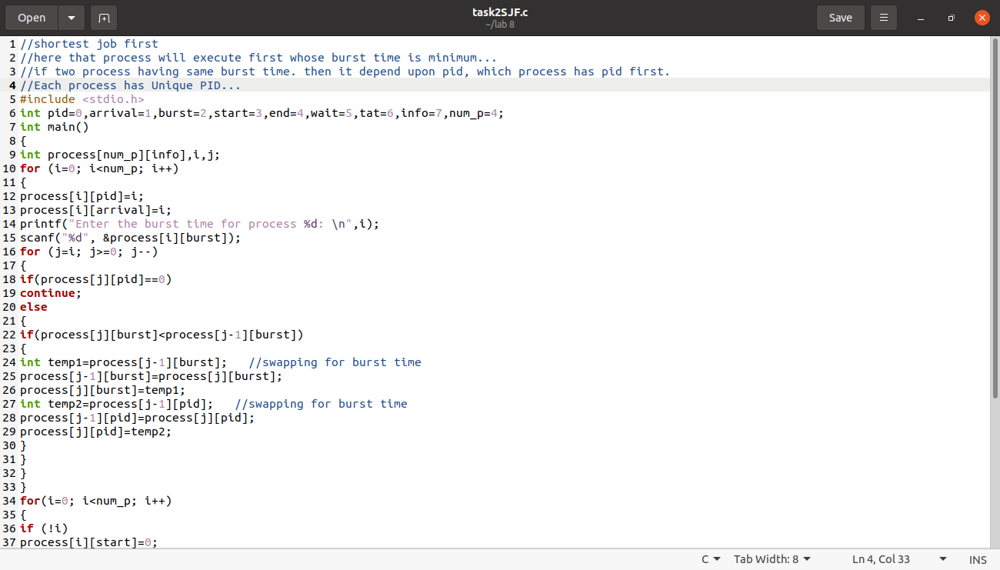 Open
task2SJF.c
~/lab 8
Save
1 //shortest job first
2 //here that process will execute first whose burst time is minimum...
3 //if two process having same burst time. then it depend upon pid, which process has pid first.
4 //Each process has Unique PID...
5 #include <stdio.h>
6 int pid=0,arrival=1,burst=2,start=3,end=4,wait=5,tat=6,info=7,num_p=4;
7 int main()
8 {
9 int process[num_p][info],i,j;
10 for (i=0; i<num_p; i++)
11 {
12 process[i][pid]=i;
13 process[i][arrival]=i;
14 printf("Enter the burst time for process %d: \n",i);
15 scanf("%d", &process[i][burst]);
16 for (j=i; j>=0; j--)
17 {
18 if(process[j][pid]==0)
19 continue;
20 else
21 {
22 if(process[j][burst]<process[j-1][burst])
23 {
24 int temp1=process[j-1][burst];   //swapping for burst time
25 process[j-1][burst]=process[j][burst];
26 process[j][burst]=temp1;
27 int temp2=process[j-1][pid];   //swapping for burst time
28 process[j-1][pid]=process[j][pid];
29 process[j][pid]=temp2;
30 }
31 }
32 }
33 }
34 for(i=0; i<num_p; i++)
35 {
36 if (!i)
37 process[i][start]=0;
C Tab Width: 8 Ln 4, Col 33 INS